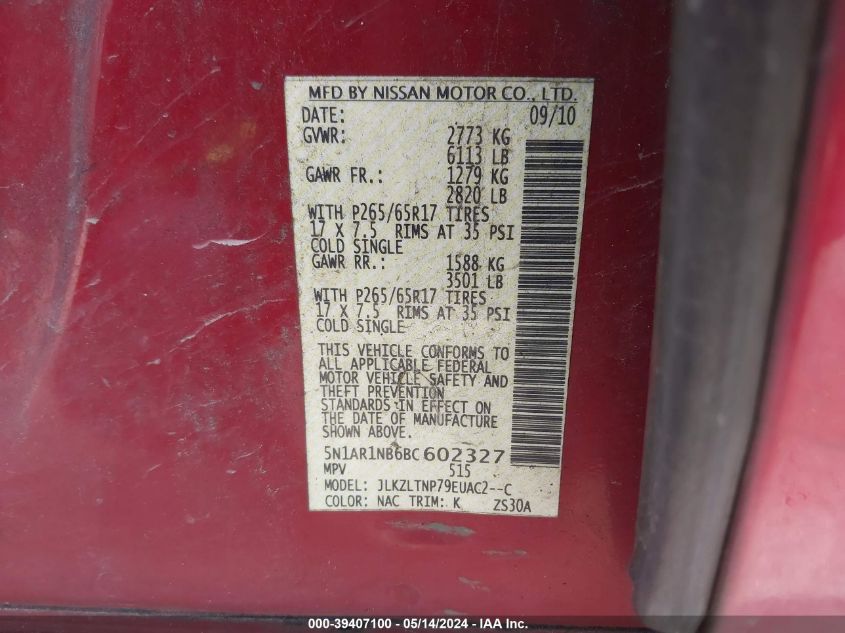 MFD BY NISSAN MOTOR CO., LTD.
DATE: 09/10
GVWR: 2773 KG
6113 LB
GAWR FR.: 1279 KG
2820 LB
WITH P265/65R17 TIRES
17 X 7.5 RIMS AT 35 PSI
COLD SINGLE
GAWR RR.: 1588 KG
3501 LB
WITH P265/65R17 TIRES
17 X 7.5 RIMS AT 35 PSI
COLD SINGLE
THIS VEHICLE CONFORMS TO
ALL APPLICABLE FEDERAL
MOTOR VEHICLE SAFETY AND
THEFT PREVENTION
STANDARDS IN EFFECT ON
THE DATE OF MANUFACTURE
SHOWN ABOVE.
5N1AR1NB6BC602327
MPV 515
MODEL: JLKZLTNP79EUAC2--C
COLOR: NAC TRIM: K ZS30A
000-39407100 - 05/14/2024 - IAA Inc.